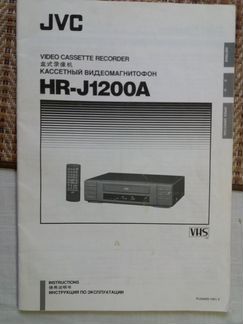 JVC
VIDEO CASSETTE RECORDER
盒式录像机
КАССЕТНЫЙ ВИДЕОМАГНИТОФОН
HR-J1200A
VHS
INSTRUCTIONS
使用说明书
ИНСТРУКЦИЯ ПО ЭКСПЛУАТАЦИИ